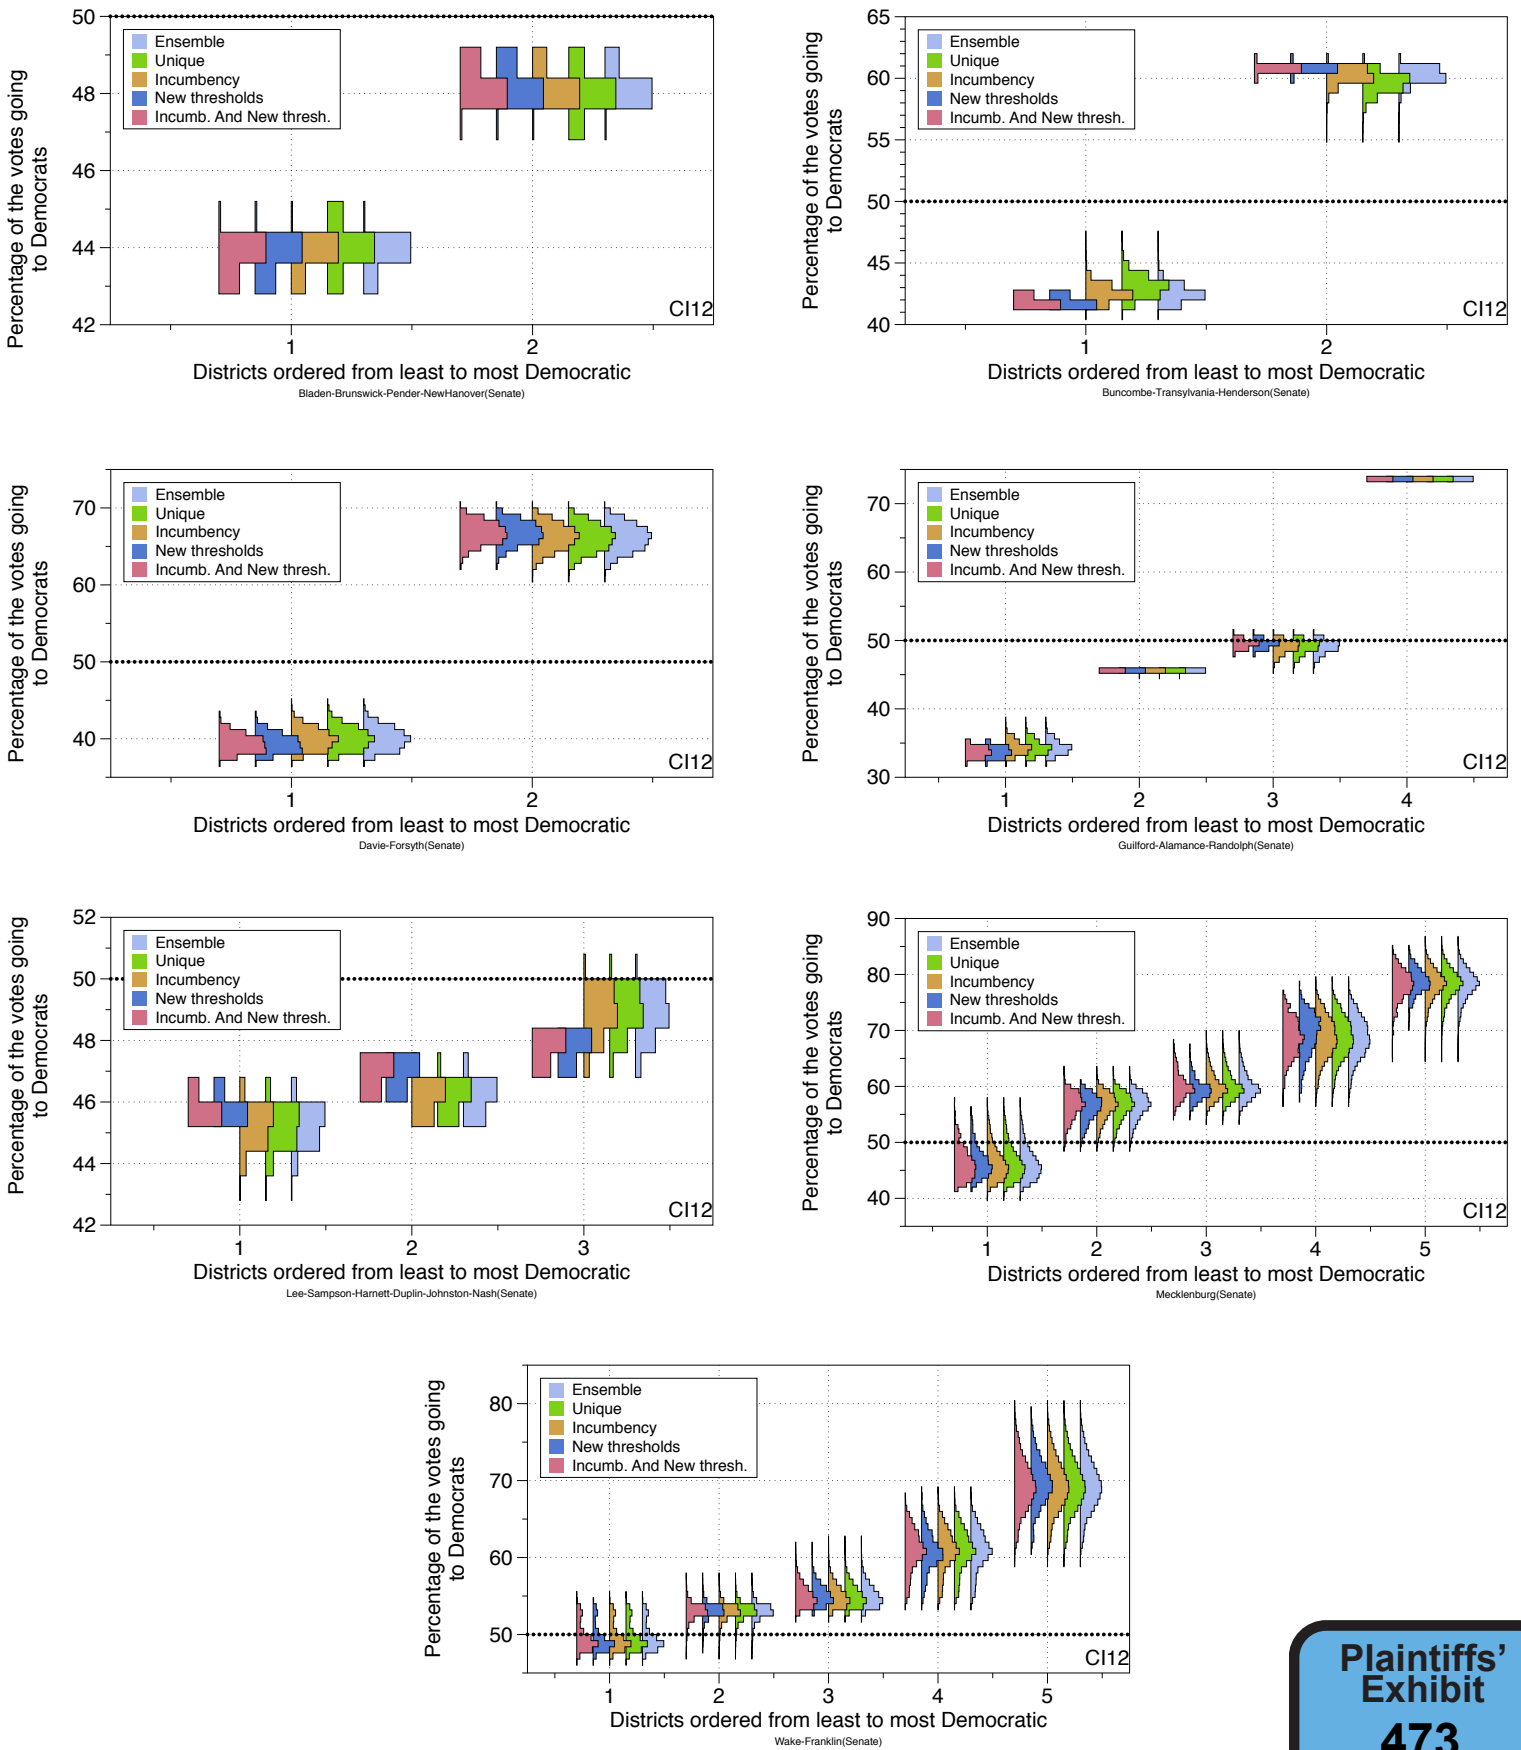 50
48
46
44
42
Percentage of the votes going
to Democrats
Ensemble
Unique
Incumbency
New thresholds
Incumb. And New thresh.
CI12
1
2
Districts ordered from least to most Democratic
Bladen-Brunswick-Pender-NewHanover(Senate)
65
60
55
50
45
40
Percentage of the votes going
to Democrats
Ensemble
Unique
Incumbency
New thresholds
Incumb. And New thresh.
CI12
1
2
Districts ordered from least to most Democratic
Buncombe-Transylvania-Henderson(Senate)
70
60
50
40
Percentage of the votes going
to Democrats
Ensemble
Unique
Incumbency
New thresholds
Incumb. And New thresh.
CI12
1
2
Districts ordered from least to most Democratic
Davie-Forsyth(Senate)
70
60
50
40
30
Percentage of the votes going
to Democrats
Ensemble
Unique
Incumbency
New thresholds
Incumb. And New thresh.
CI12
1
2
3
4
Districts ordered from least to most Democratic
Guilford-Alamance-Randolph(Senate)
52
50
48
46
44
42
Percentage of the votes going
to Democrats
Ensemble
Unique
Incumbency
New thresholds
Incumb. And New thresh.
CI12
1
2
3
Districts ordered from least to most Democratic
Lee-Sampson-Harnett-Duplin-Johnston-Nash(Senate)
90
80
70
60
50
40
Percentage of the votes going
to Democrats
Ensemble
Unique
Incumbency
New thresholds
Incumb. And New thresh.
CI12
1
2
3
4
5
Districts ordered from least to most Democratic
Mecklenburg(Senate)
80
70
60
50
Percentage of the votes going
to Democrats
Ensemble
Unique
Incumbency
New thresholds
Incumb. And New thresh.
CI12
1
2
3
4
5
Districts ordered from least to most Democratic
Wake-Franklin(Senate)
Plaintiffs'
Exhibit
473